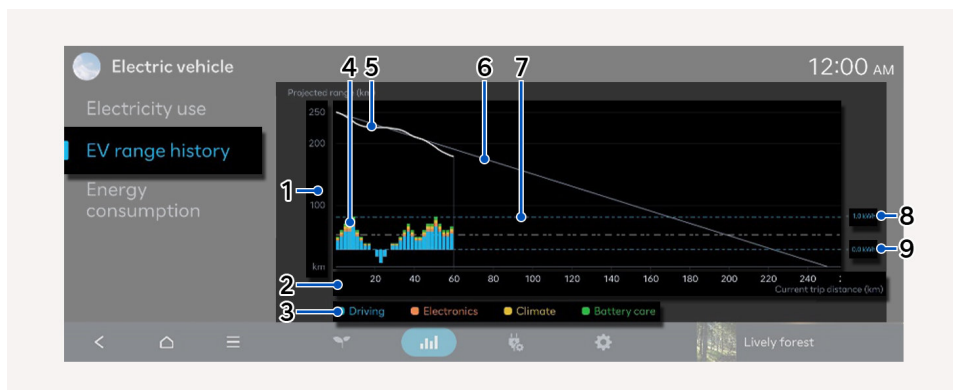 Electric vehicle
12:00 AM
4 5 6 7
Projected range (km)
Electricity use
EV range history
Energy
consumption
250
200
100
km
1
1.0 kWh
8
0.0 kWh
9
20 40 60 80 100 120 140 160 180 200 220 240
2
Current trip distance (km)
3
Driving Electronics Climate Battery care
Lively forest